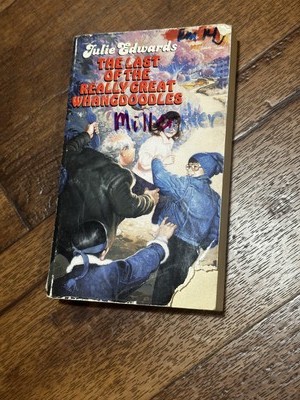 Julie Edwards
THE LAST
OF THE
REALLY GREAT
WHANGDOODLES
Miller